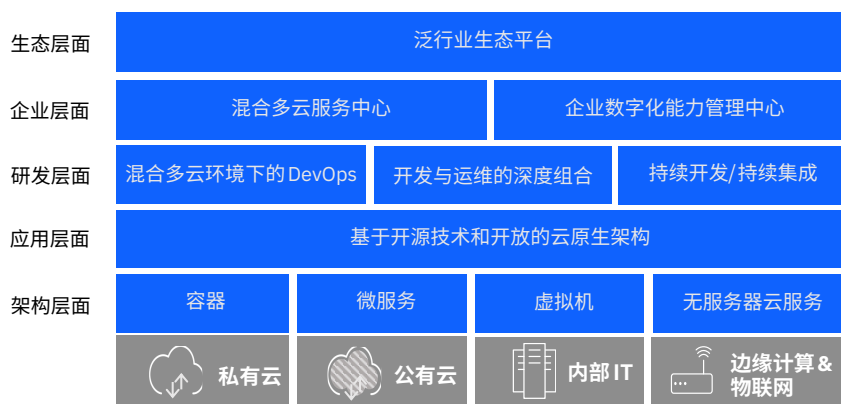 生态层面
泛行业生态平台
企业层面
混合多云服务中心
企业数字化能力管理中心
研发层面
混合多云环境下的DevOps
开发与运维的深度组合
持续开发/持续集成
应用层面
基于开源技术和开放的云原生架构
架构层面
容器
微服务
虚拟机
无服务器云服务
私有云
公有云
内部IT
边缘计算&
物联网